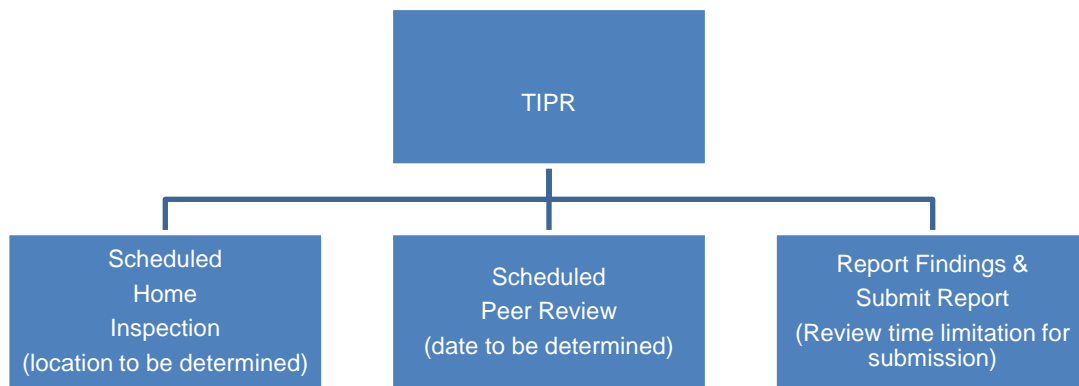 TIPR
Scheduled
Home
Inspection
(location to be determined)
Scheduled
Peer Review
(date to be determined)
Report Findings &
Submit Report
(Review time limitation for
submission)